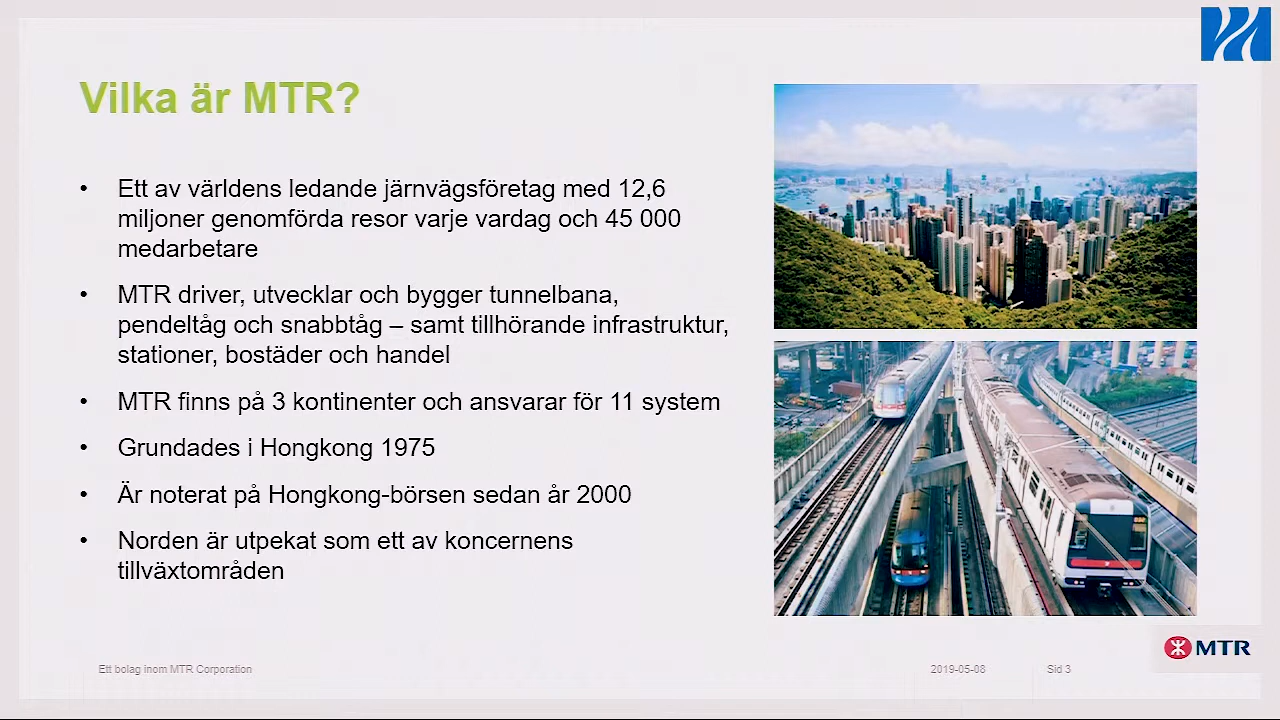 Vilka är MTR?
• Ett av världens ledande järnvägsföretag med 12,6
miljoner genomförda resor varje vardag och 45 000
medarbetare
• MTR driver, utvecklar och bygger tunnelbana,
pendeltåg och snabbtåg – samt tillhörande infrastruktur,
stationer, bostäder och handel
• MTR finns på 3 kontinenter och ansvarar för 11 system
• Grundades i Hongkong 1975
• Är noterat på Hongkong-börsen sedan år 2000
• Norden är utpekat som ett av koncernens
tillväxtområden
MTR
Ett bolag inom MTR Corporation
2019-05-08
Sid 3